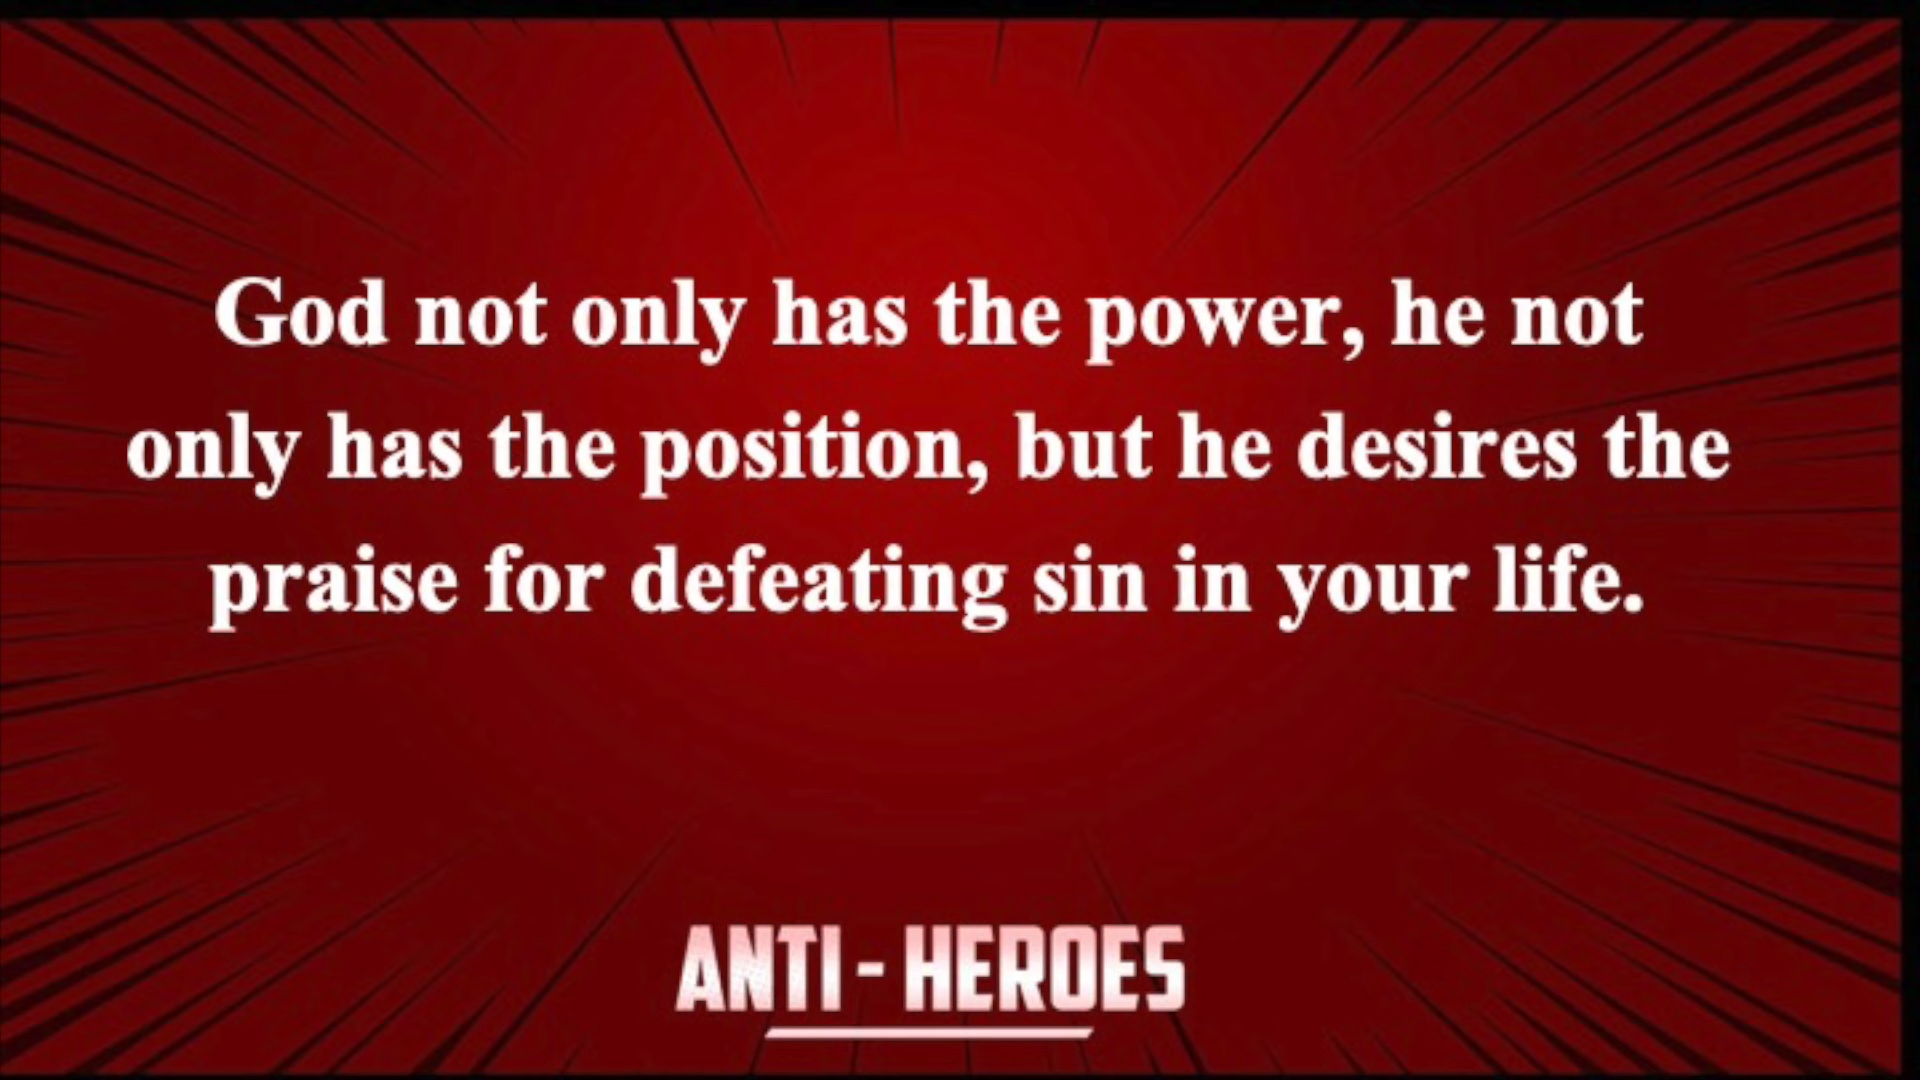 God not only has the power, he not
only has the position, but he desires the
praise for defeating sin in your life.
ANTI - HEROES